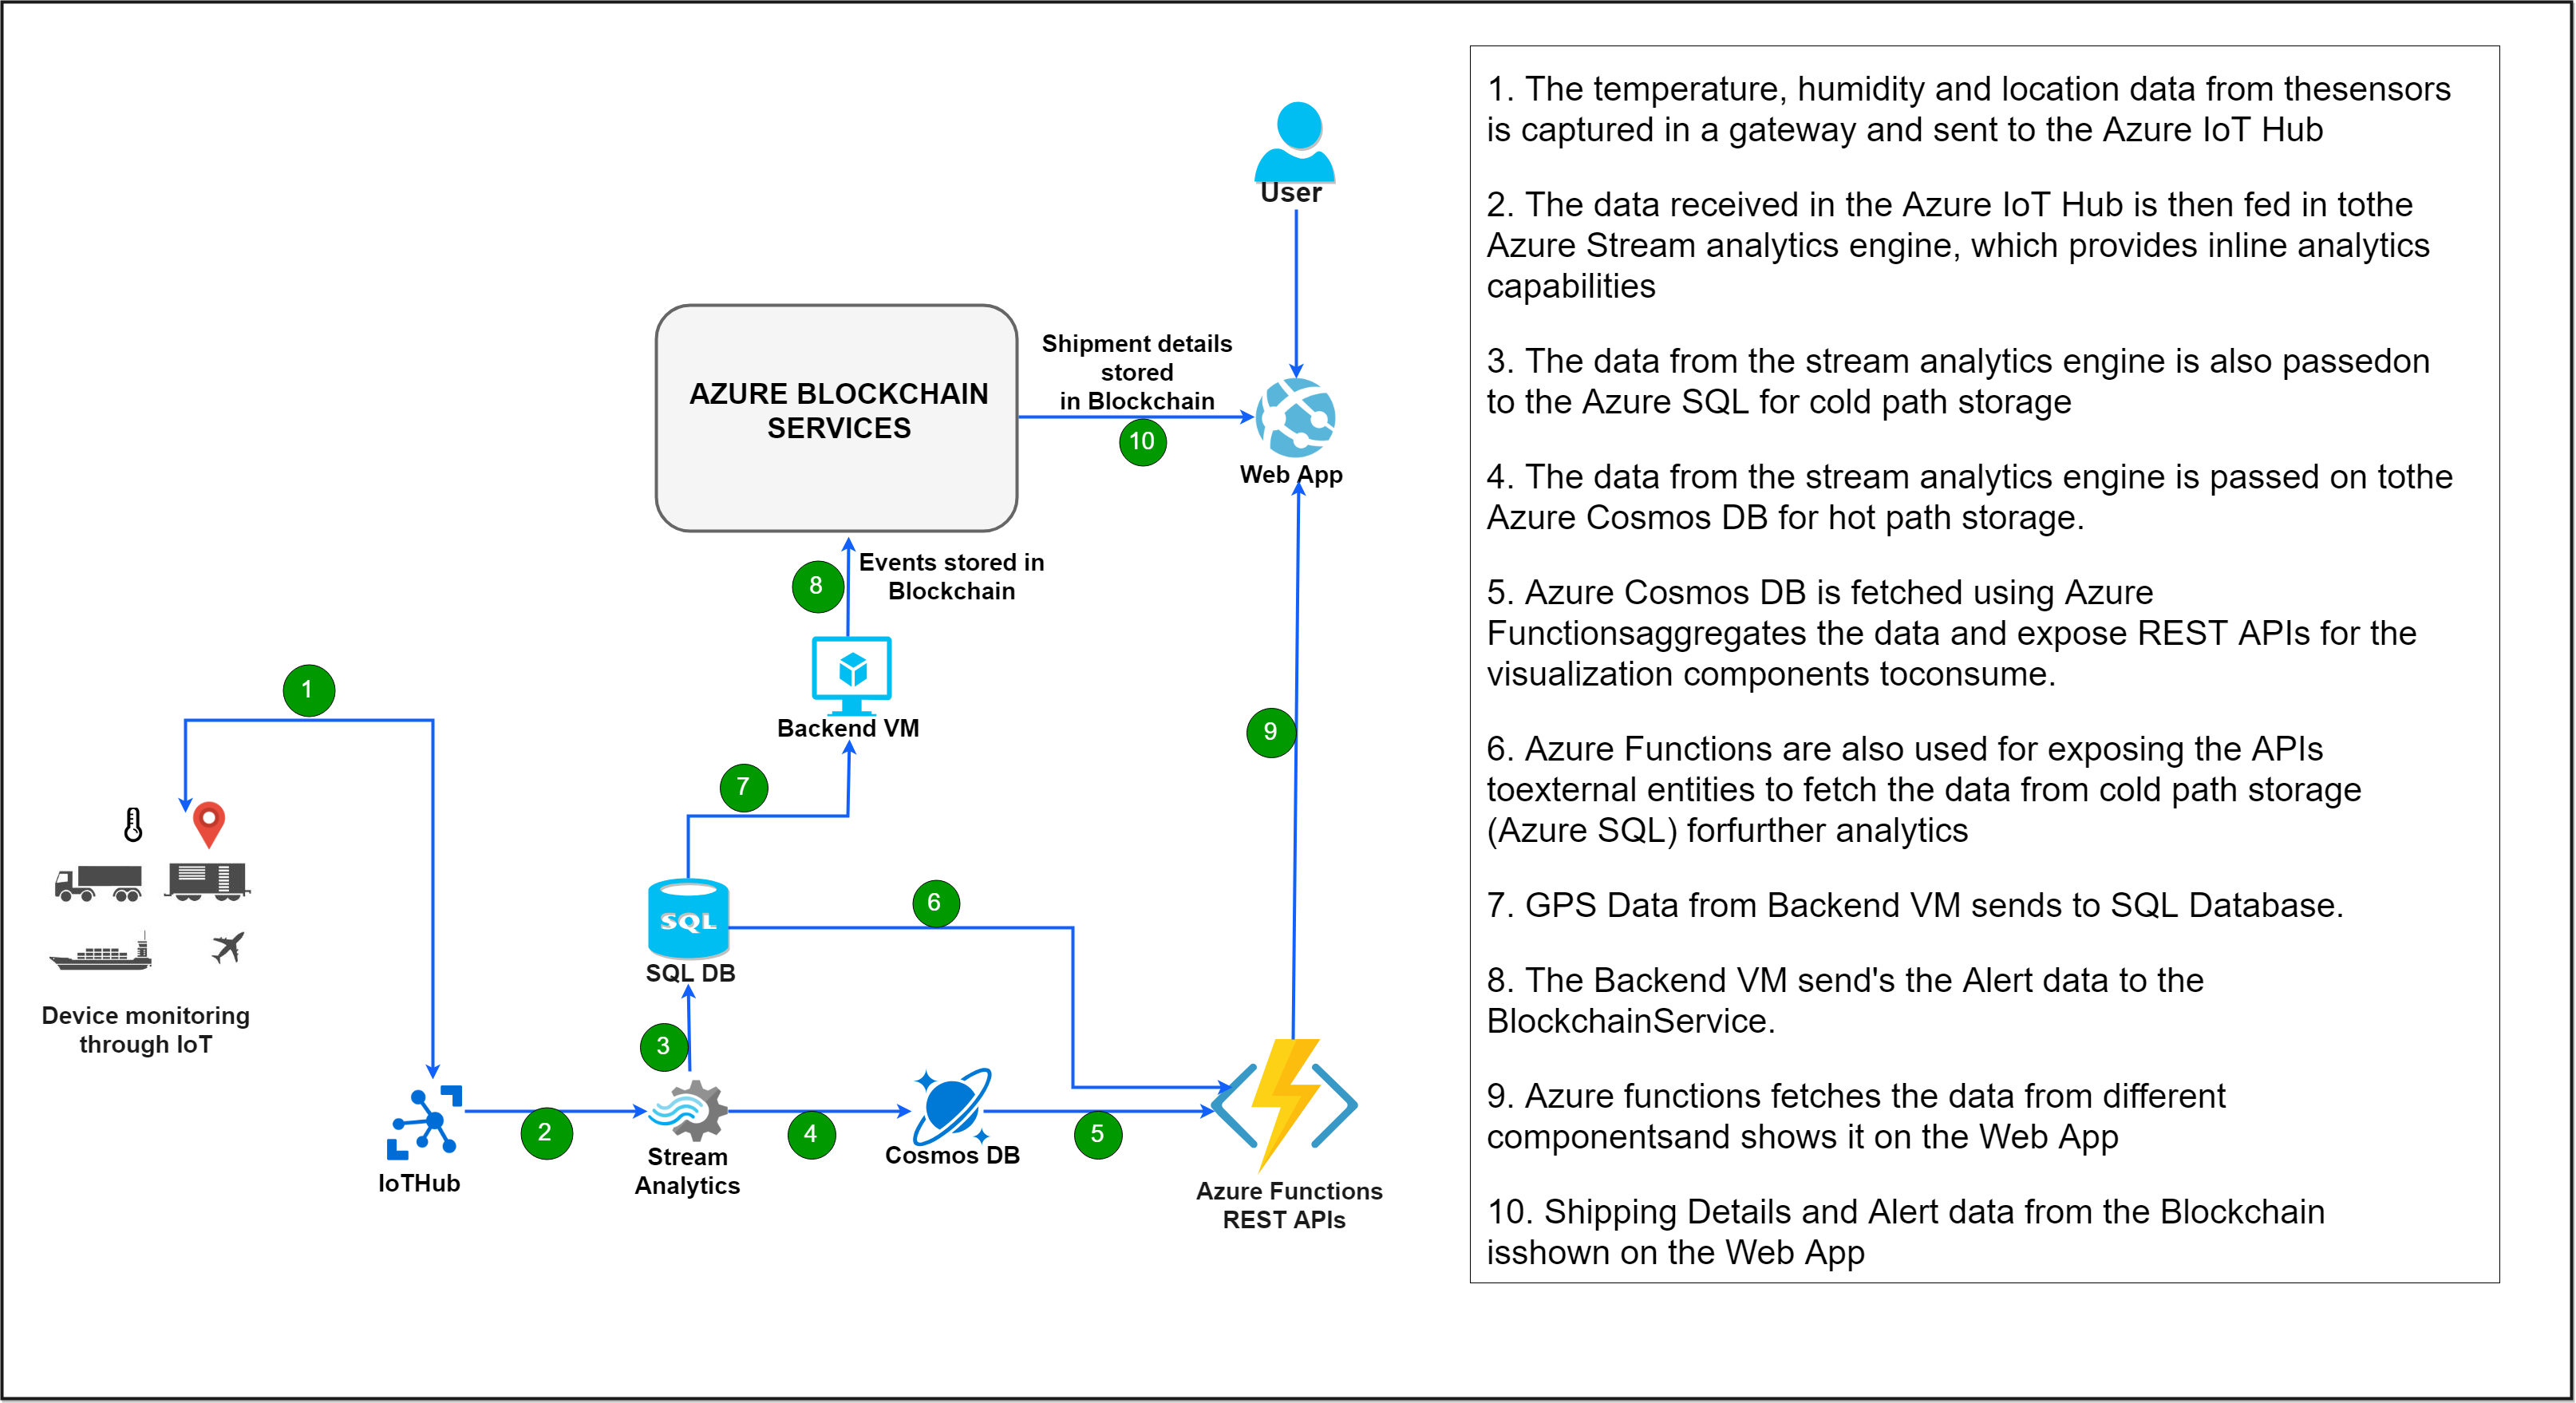 User
AZURE BLOCKCHAIN
SERVICES
Shipment details
stored
in Blockchain
10
Web App
8
Events stored in
Blockchain
Backend VM
1
7
9
6
SQL
SQL DB
Device monitoring
through IoT
3
2
4
5
IoTHub
Stream
Analytics
Cosmos DB
Azure Functions
REST APIs
1. The temperature, humidity and location data from thesensors
is captured in a gateway and sent to the Azure IoT Hub
2. The data received in the Azure IoT Hub is then fed in tothe
Azure Stream analytics engine, which provides inline analytics
capabilities
3. The data from the stream analytics engine is also passedon
to the Azure SQL for cold path storage
4. The data from the stream analytics engine is passed on tothe
Azure Cosmos DB for hot path storage.
5. Azure Cosmos DB is fetched using Azure
Functionsaggregates the data and expose REST APIs for the
visualization components toconsume.
6. Azure Functions are also used for exposing the APIs
toexternal entities to fetch the data from cold path storage
(Azure SQL) forfurther analytics
7. GPS Data from Backend VM sends to SQL Database.
8. The Backend VM send's the Alert data to the
BlockchainService.
9. Azure functions fetches the data from different
componentsand shows it on the Web App
10. Shipping Details and Alert data from the Blockchain
isshown on the Web App